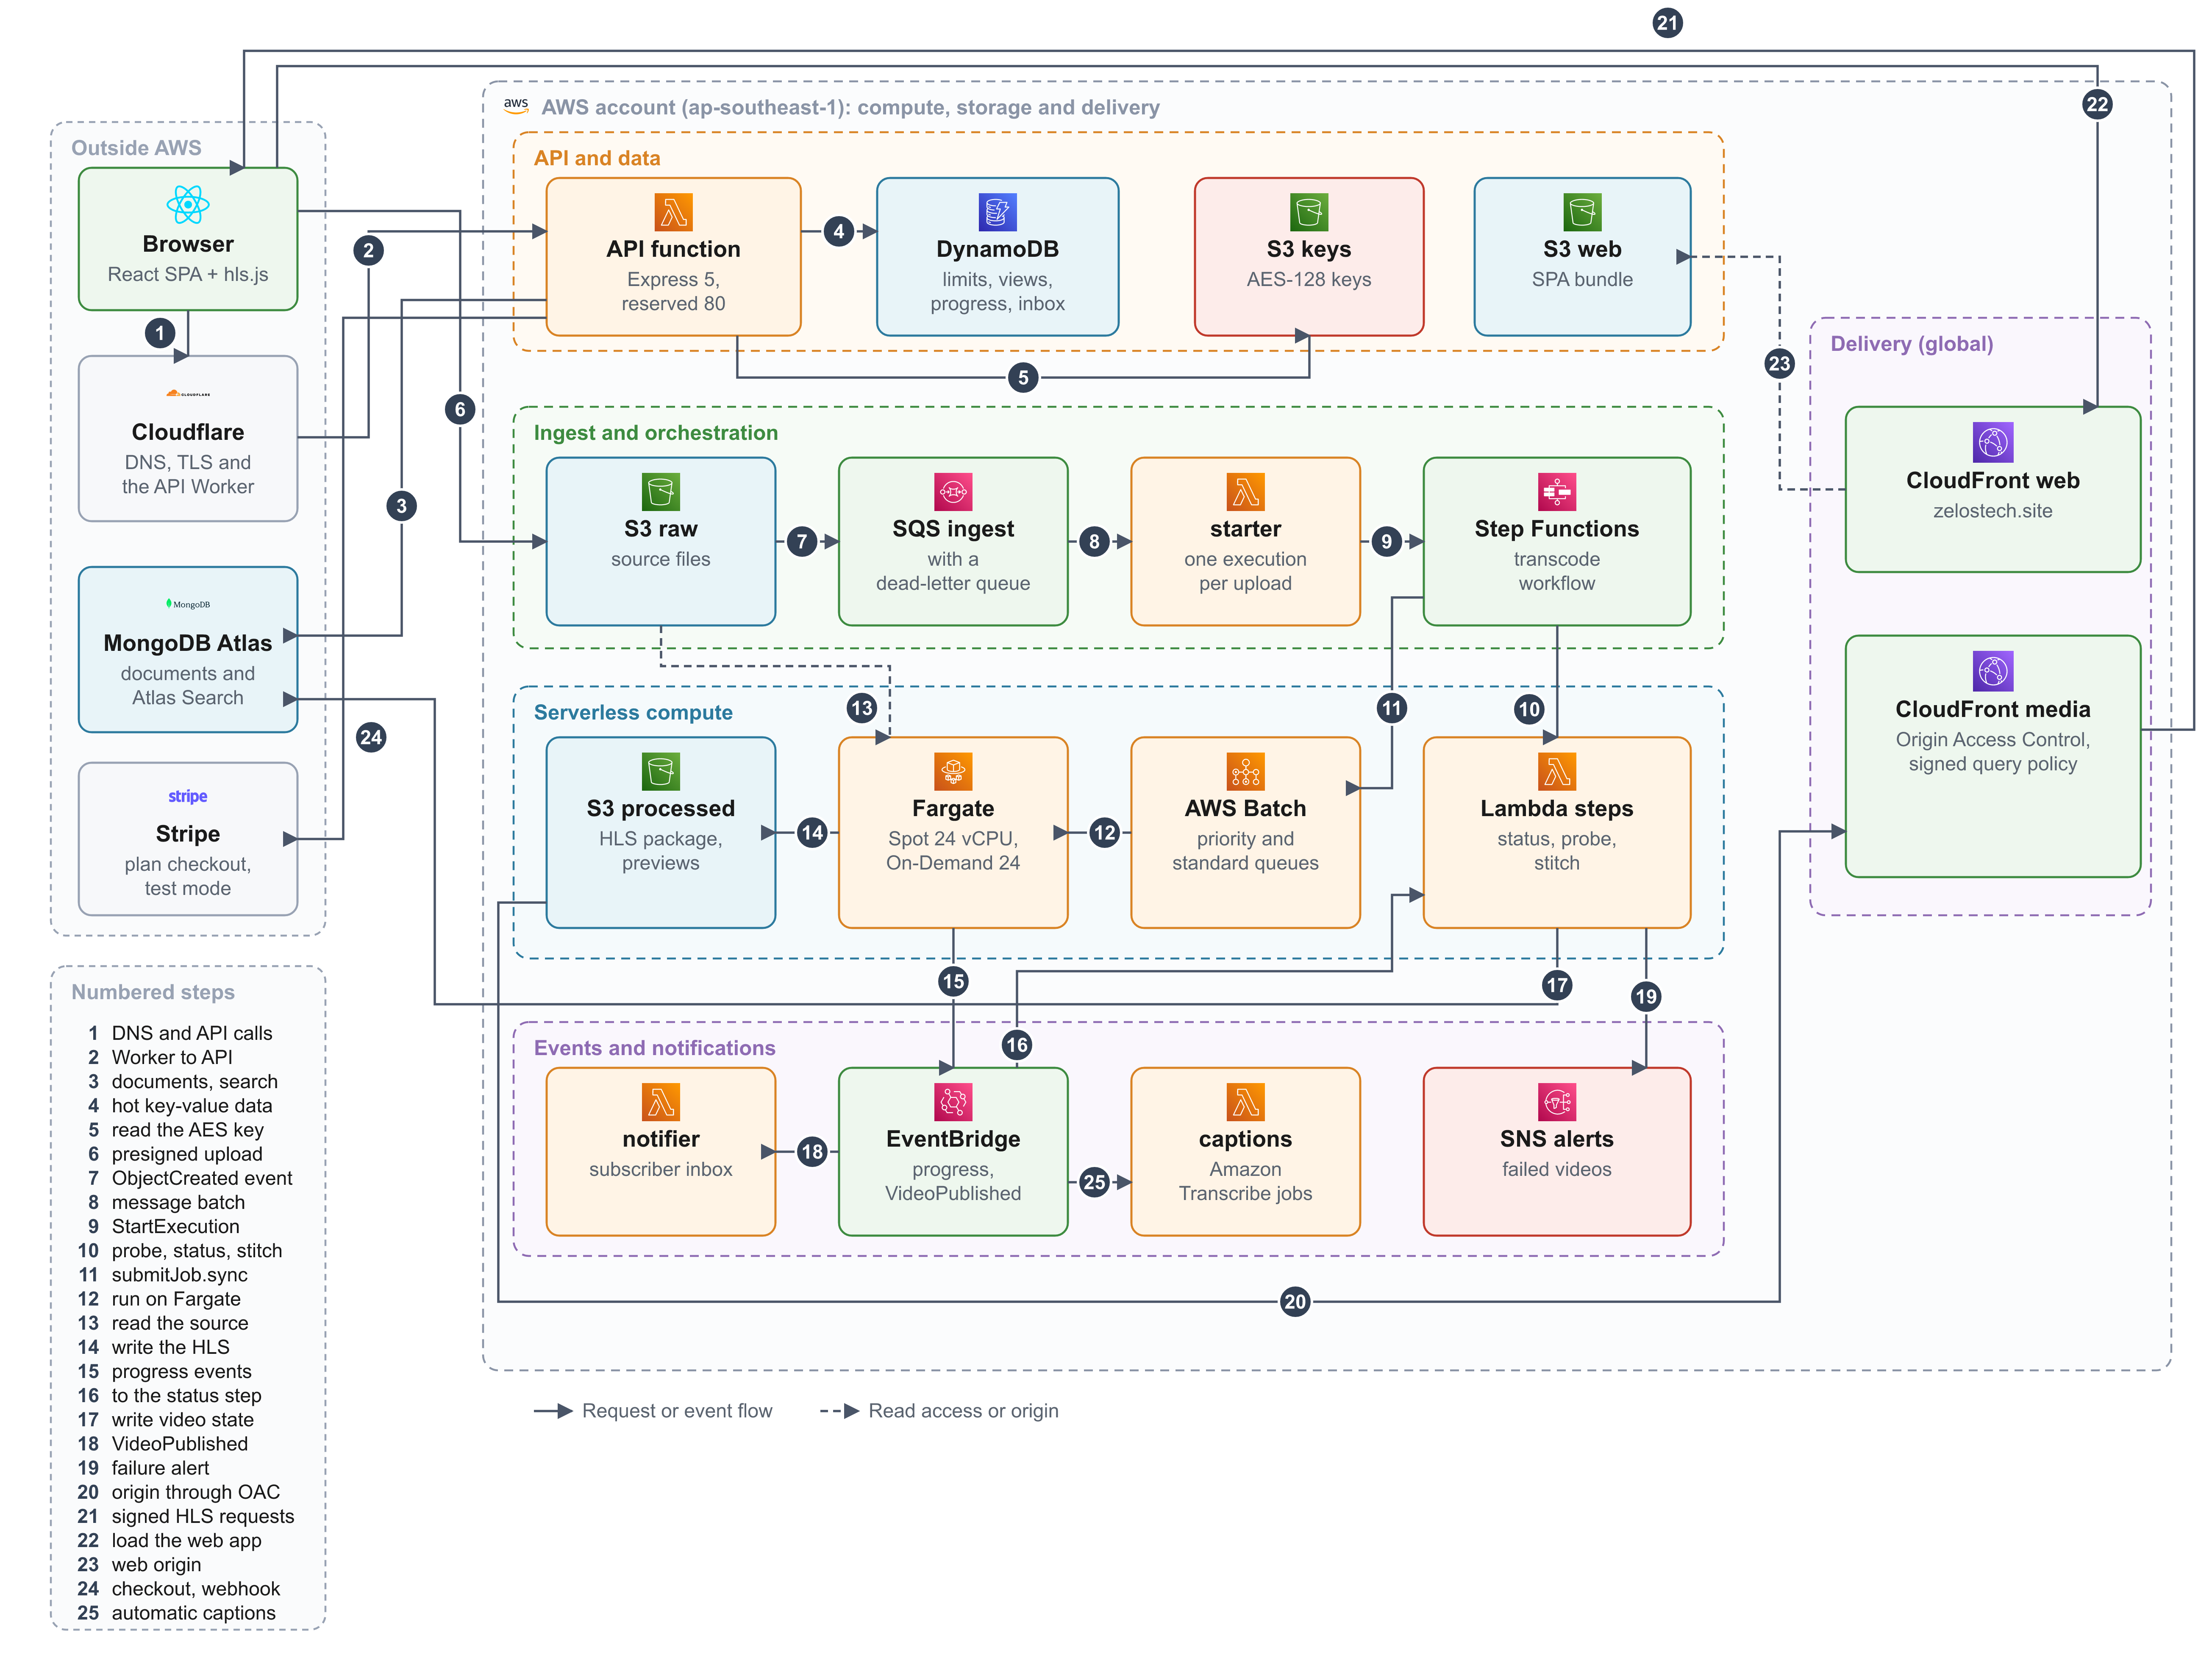 21
aws
AWS account (ap-southeast-1): compute, storage and delivery
22
Outside AWS
Browser
React SPA + hls.js
1
CLOUDFLARE
Cloudflare
DNS, TLS and
the API Worker
MongoDB
MongoDB Atlas
documents and
Atlas Search
stripe
Stripe
plan checkout,
test mode
2
3
6
24
API and data
API function
Express 5,
reserved 80
4
DynamoDB
limits, views,
progress, inbox
S3 keys
AES-128 keys
S3 web
SPA bundle
5
23
Delivery (global)
CloudFront web
zelostech.site
CloudFront media
Origin Access Control,
signed query policy
Ingest and orchestration
S3 raw
source files
7
SQS ingest
with a
dead-letter queue
8
starter
one execution
per upload
9
Step Functions
transcode
workflow
13
11
10
Serverless compute
S3 processed
HLS package,
previews
14
Fargate
Spot 24 vCPU,
On-Demand 24
12
AWS Batch
priority and
standard queues
Lambda steps
status, probe,
stitch
15
16
17
19
Events and notifications
notifier
subscriber inbox
18
EventBridge
progress,
VideoPublished
25
captions
Amazon
Transcribe jobs
SNS alerts
failed videos
20
Request or event flow
Read access or origin
Numbered steps
1 DNS and API calls
2 Worker to API
3 documents, search
4 hot key-value data
5 read the AES key
6 presigned upload
7 ObjectCreated event
8 message batch
9 StartExecution
10 probe, status, stitch
11 submitJob.sync
12 run on Fargate
13 read the source
14 write the HLS
15 progress events
16 to the status step
17 write video state
18 VideoPublished
19 failure alert
20 origin through OAC
21 signed HLS requests
22 load the web app
23 web origin
24 checkout, webhook
25 automatic captions